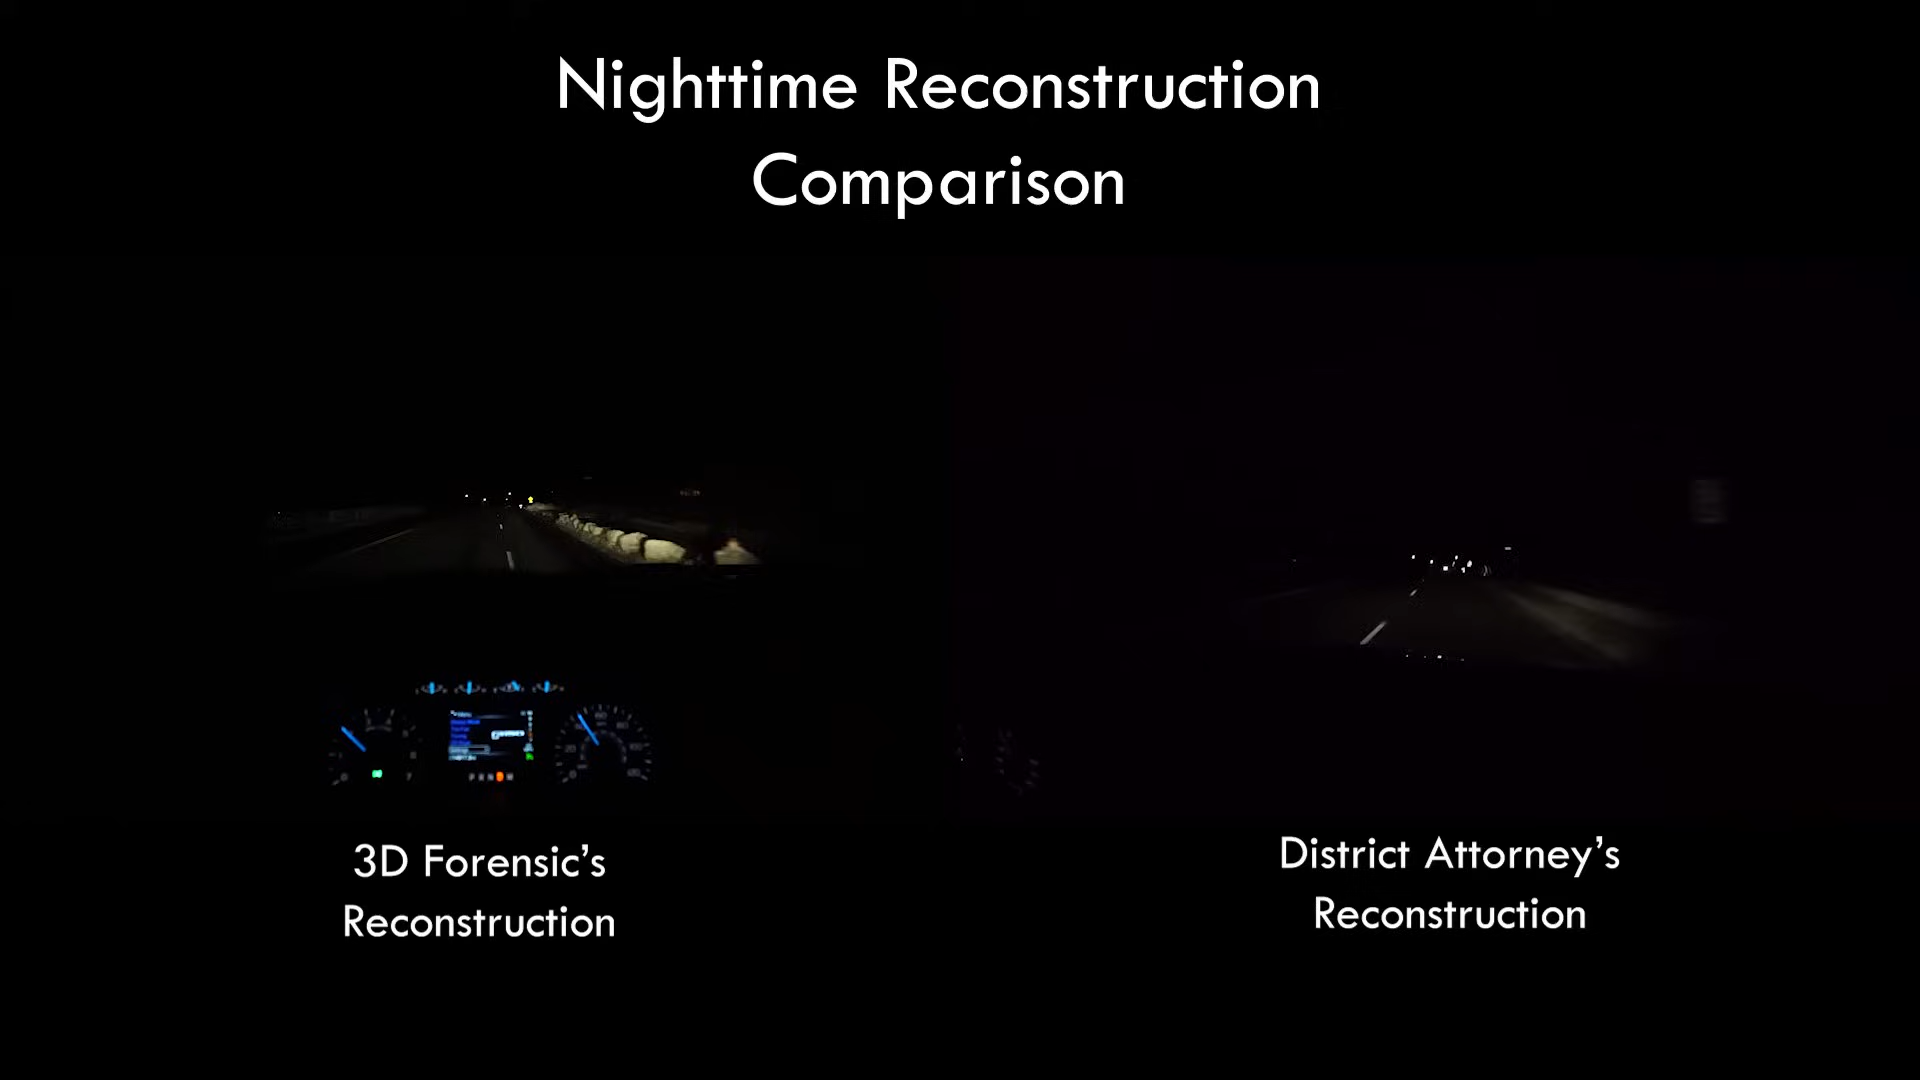 Nighttime Reconstruction
Comparison
3D Forensic’s
Reconstruction
District Attorney’s
Reconstruction